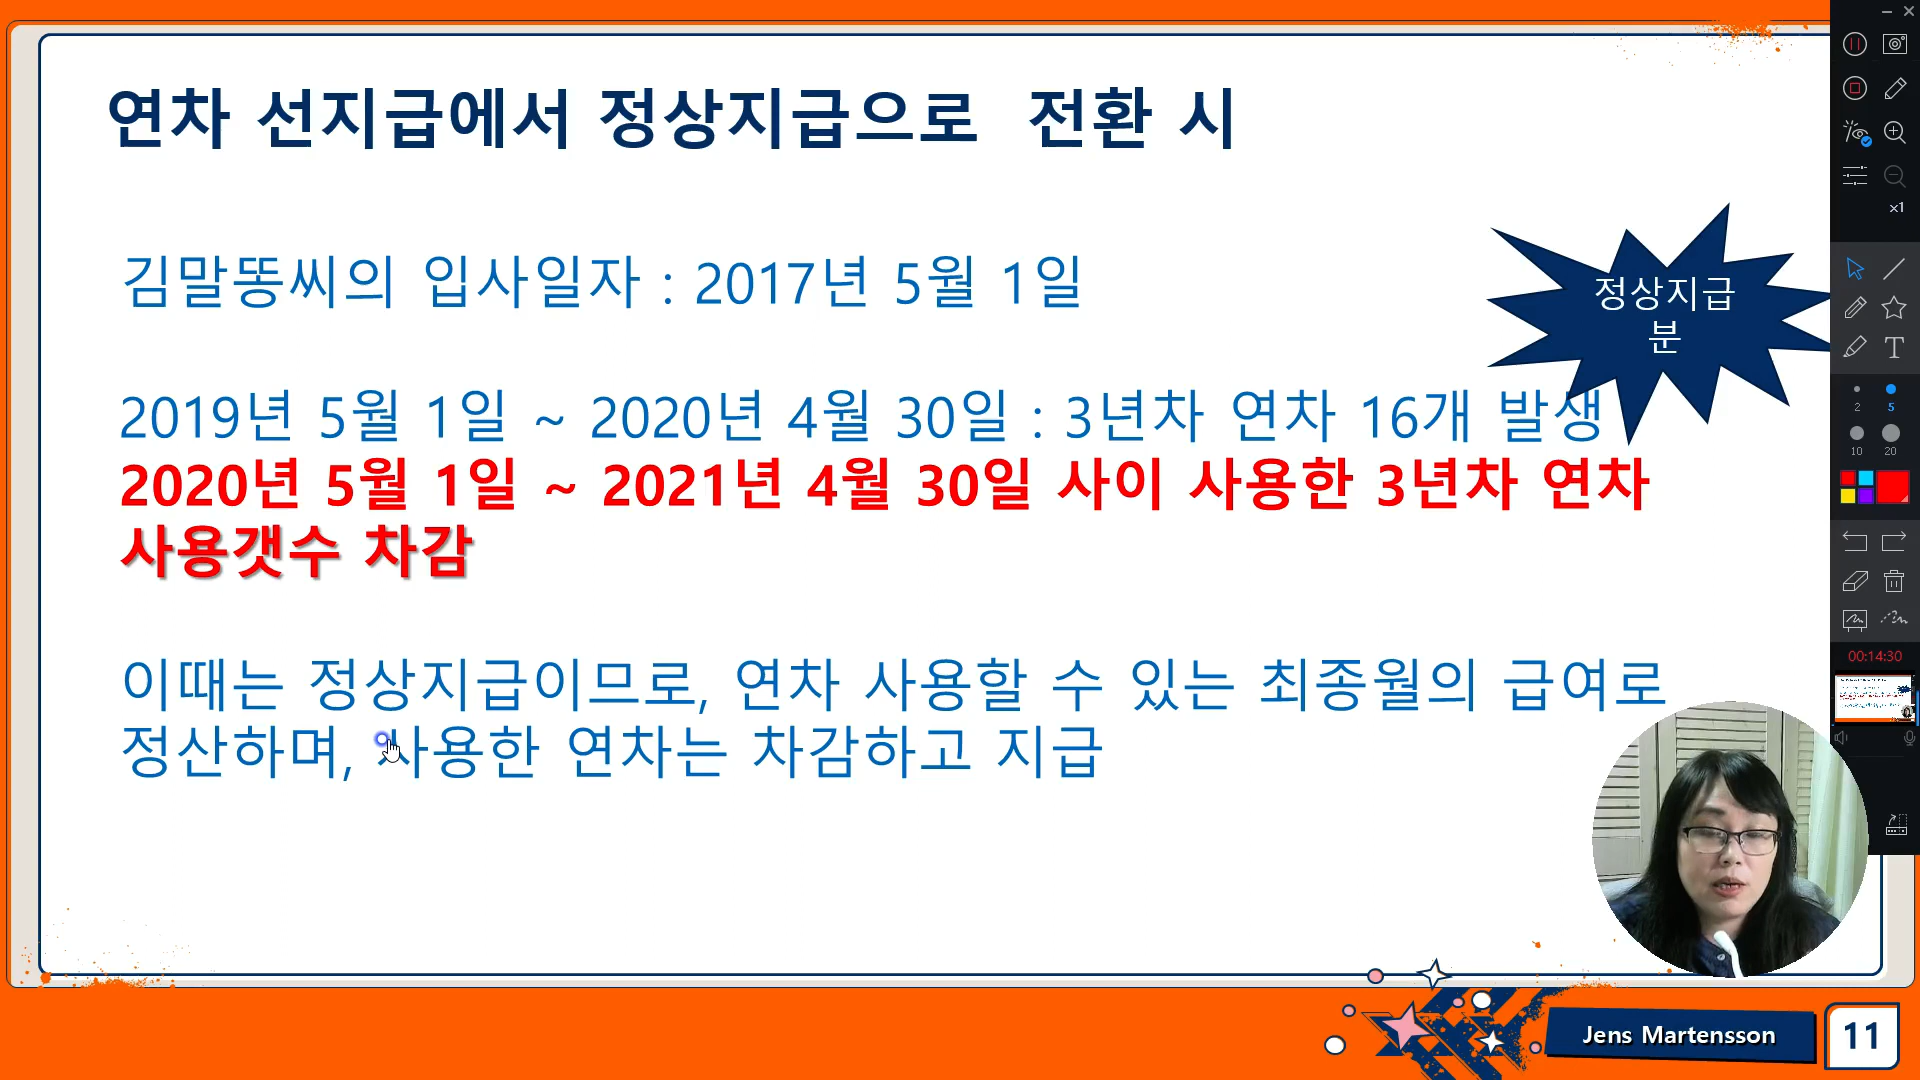 연차 선지급에서 정상지급으로 전환 시
김말똥씨의 입사일자 : 2017년 5월 1일
정상지급
분
2019년 5월 1일 ~ 2020년 4월 30일 : 3년차 연차 16개 발생
2020년 5월 1일 ~ 2021년 4월 30일 사이 사용한 3년차 연차
사용갯수 차감
이때는 정상지급이므로, 연차 사용할 수 있는 최종월의 급여로
정산하며, 사용한 연차는 차감하고 지급
Jens Martensson
11
x1
T
2
5
10
20
00:14:30